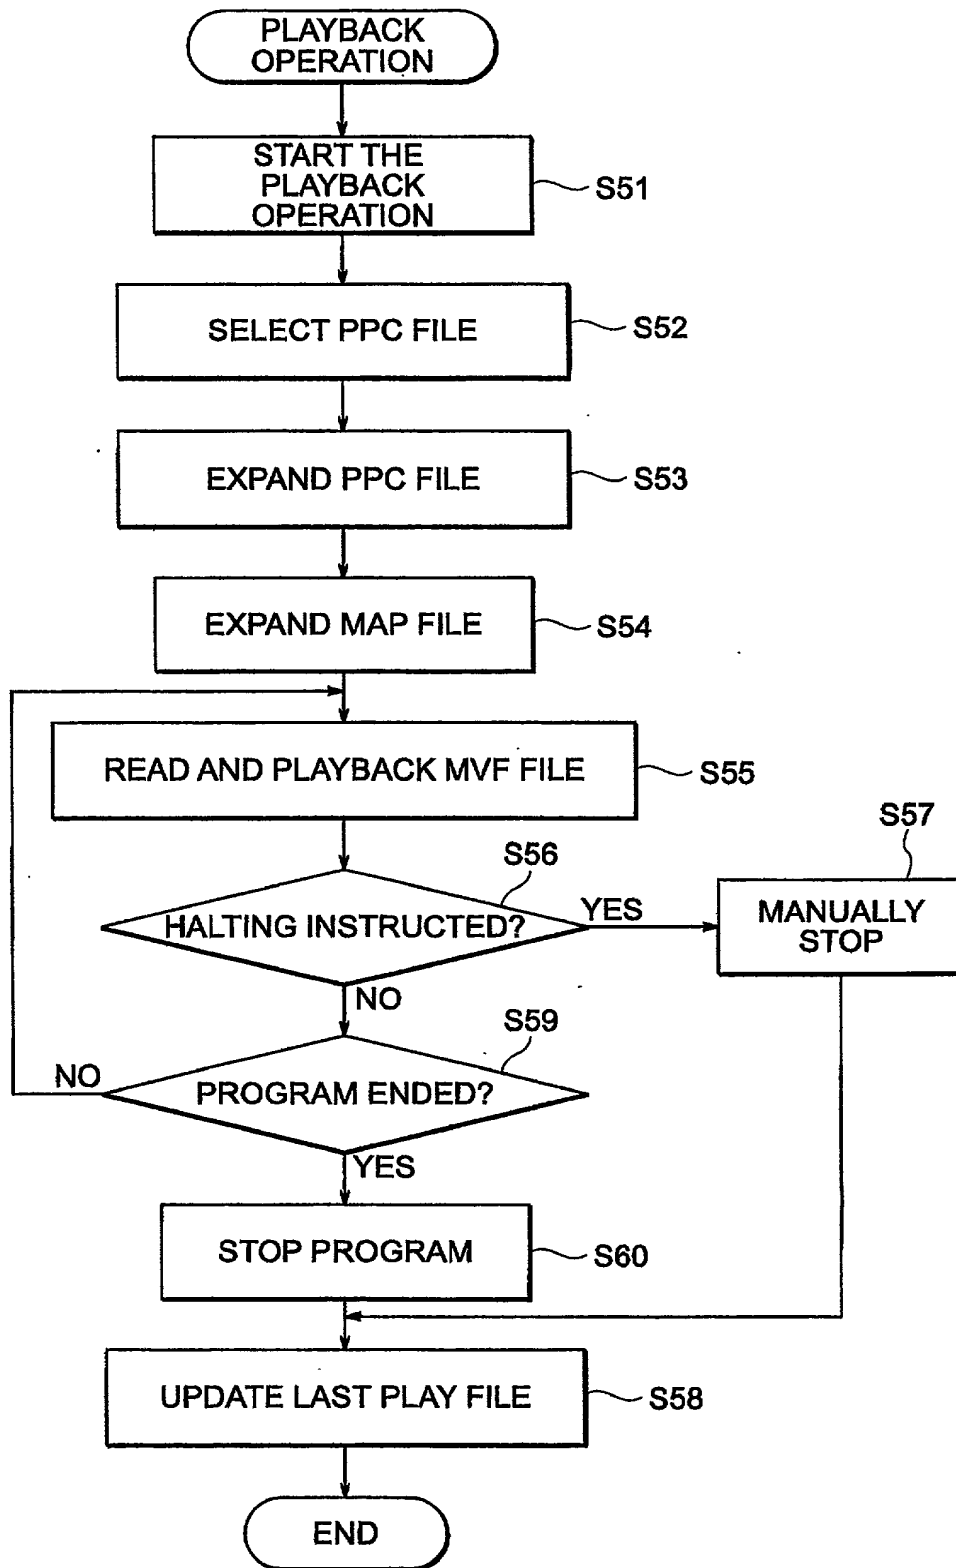 PLAYBACK
OPERATION
START THE
PLAYBACK
OPERATION
S51
SELECT PPC FILE
S52
EXPAND PPC FILE
S53
EXPAND MAP FILE
S54
READ AND PLAYBACK MVF FILE
S55
S56
HALTING INSTRUCTED?
YES
S57
MANUALLY
STOP
NO
S59
PROGRAM ENDED?
NO
YES
STOP PROGRAM
S60
UPDATE LAST PLAY FILE
S58
END